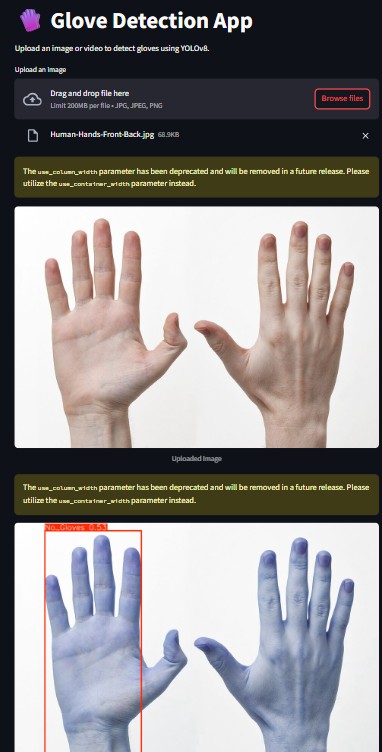 Glove Detection App
Upload an image or video to detect gloves using YOLOv8.
Upload an image
Drag and drop file here
Limit 200MB per file • JPG, JPEG, PNG
Browse files
Human-Hands-Front-Back.jpg 68.9KB
The use_column_width parameter has been deprecated and will be removed in a future release. Please
utilize the use_container_width parameter instead.
Uploaded Image
The use_column_width parameter has been deprecated and will be removed in a future release. Please
utilize the use_container_width parameter instead.
No_Gloves 0.53